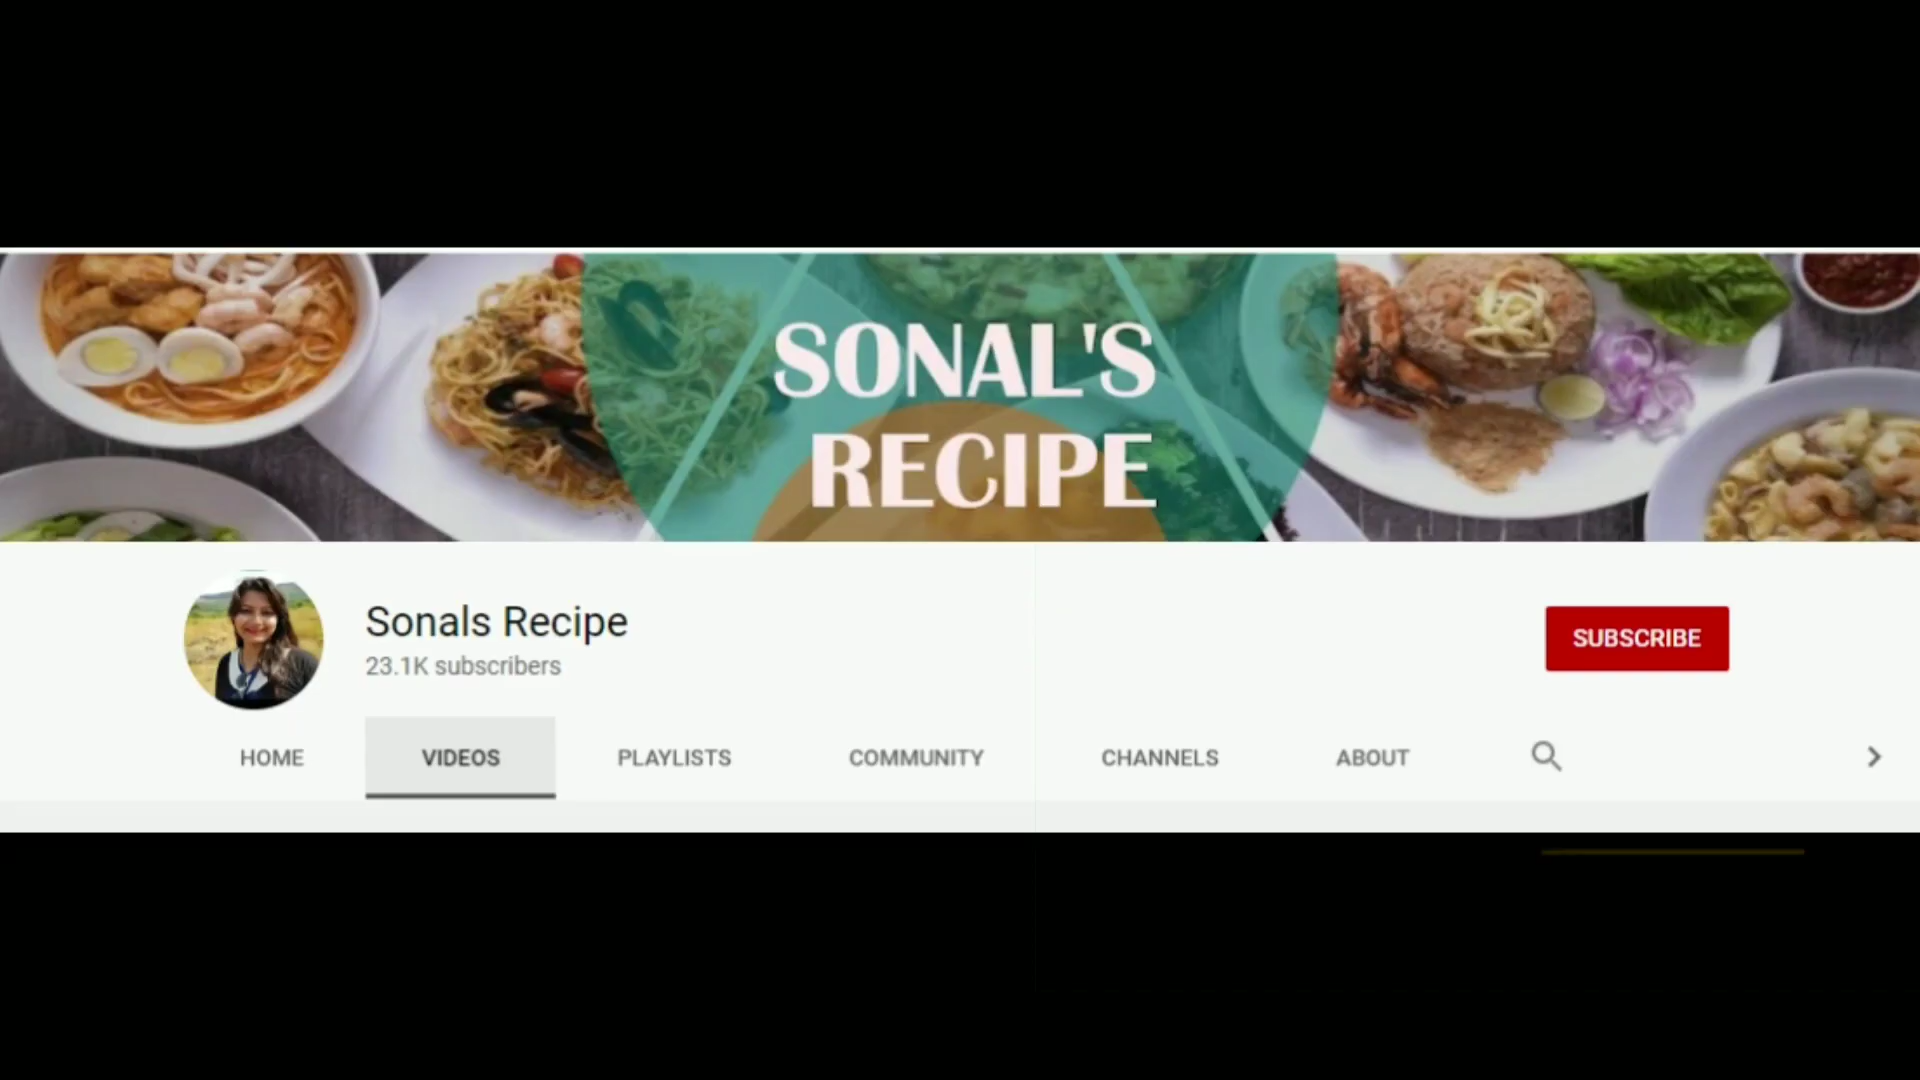 SONAL'S
RECIPE
Sonals Recipe
23.1K subscribers
SUBSCRIBE
HOME
VIDEOS
PLAYLISTS
COMMUNITY
CHANNELS
ABOUT